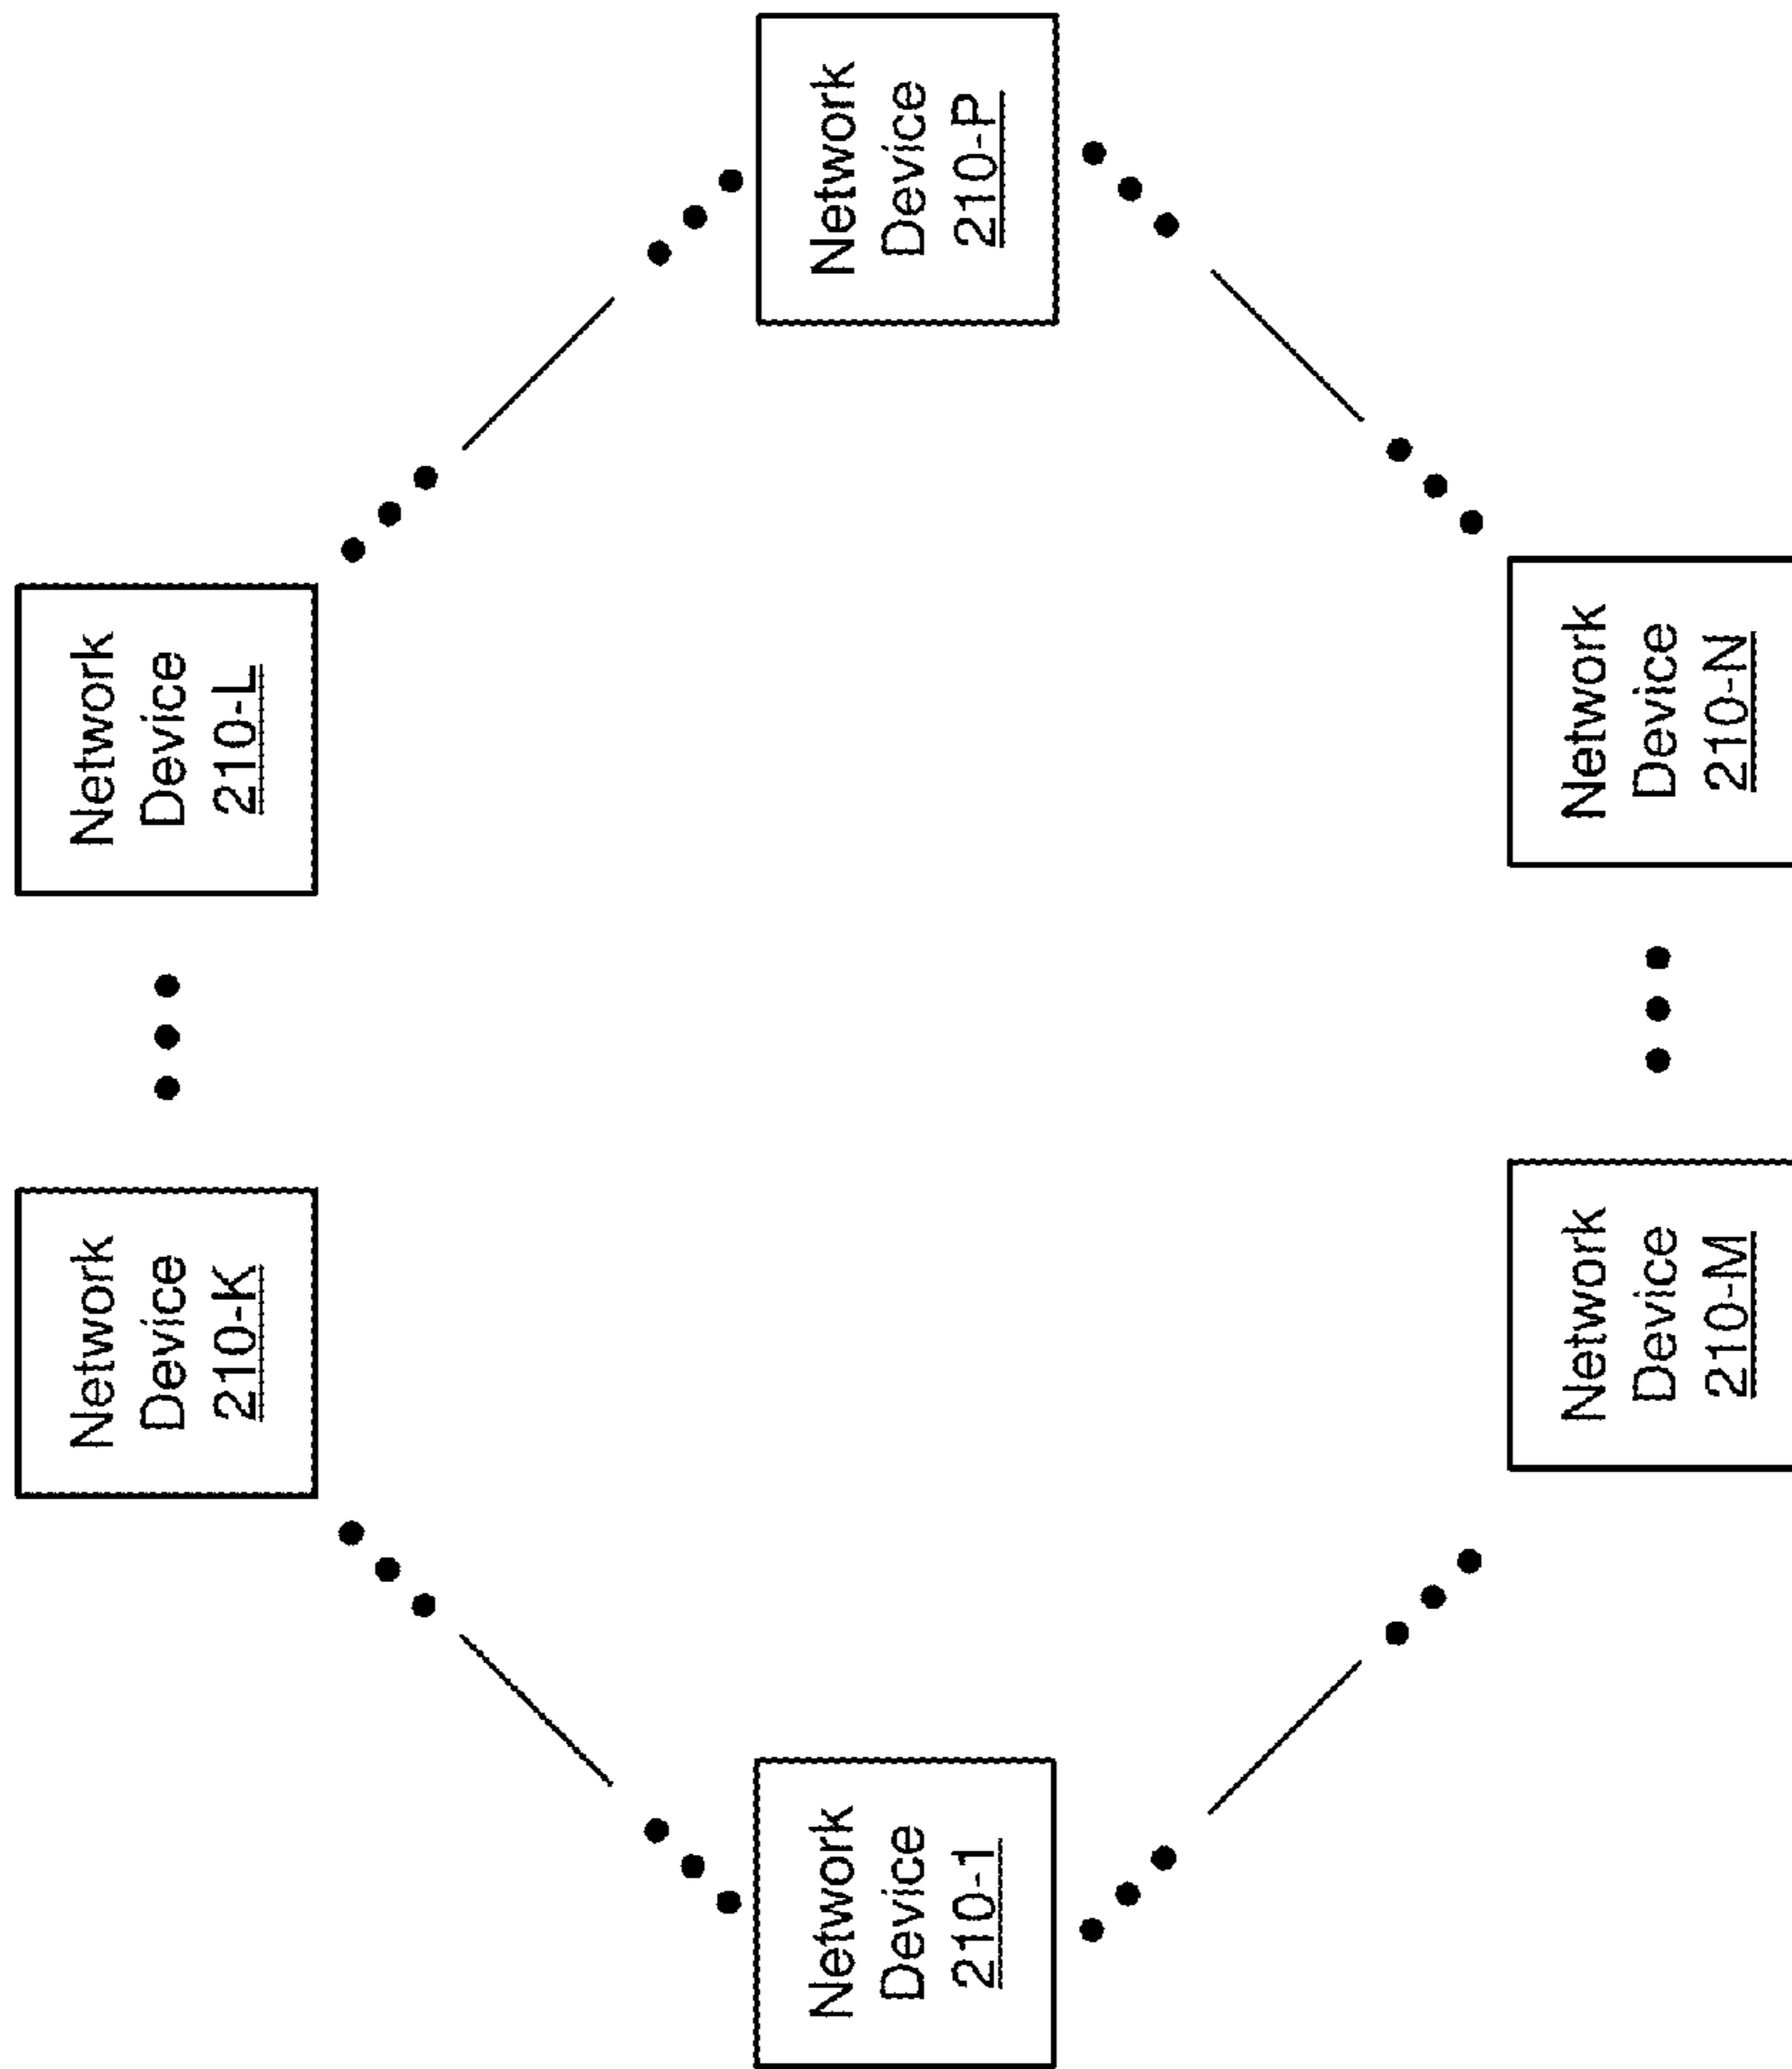 Network
Device
210-K
Network
Device
210-L
Network
Device
210-1
Network
Device
210-P
Network
Device
210-M
Network
Device
210-N